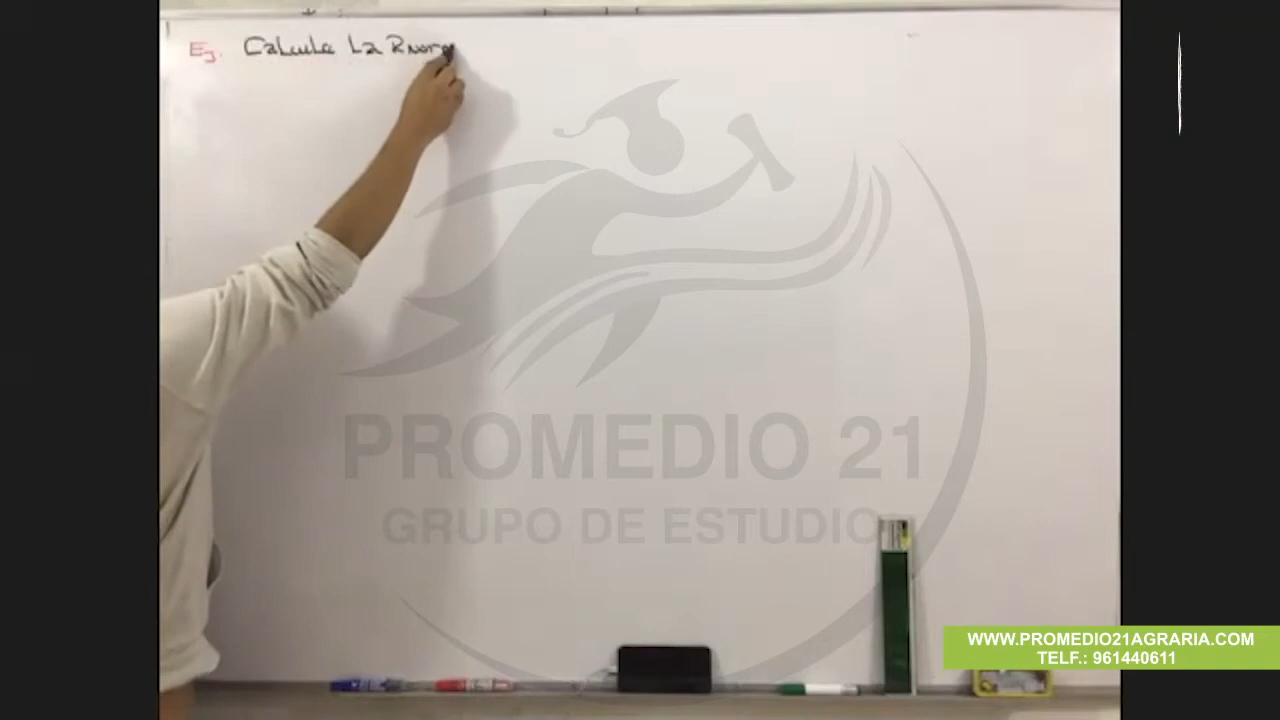 Ej. Calcula La
PROMEDIO 21
GRUPO DE ESTUDIO
WWW.PROMEDIO21AGRARIA.COM
TELF.: 961440611